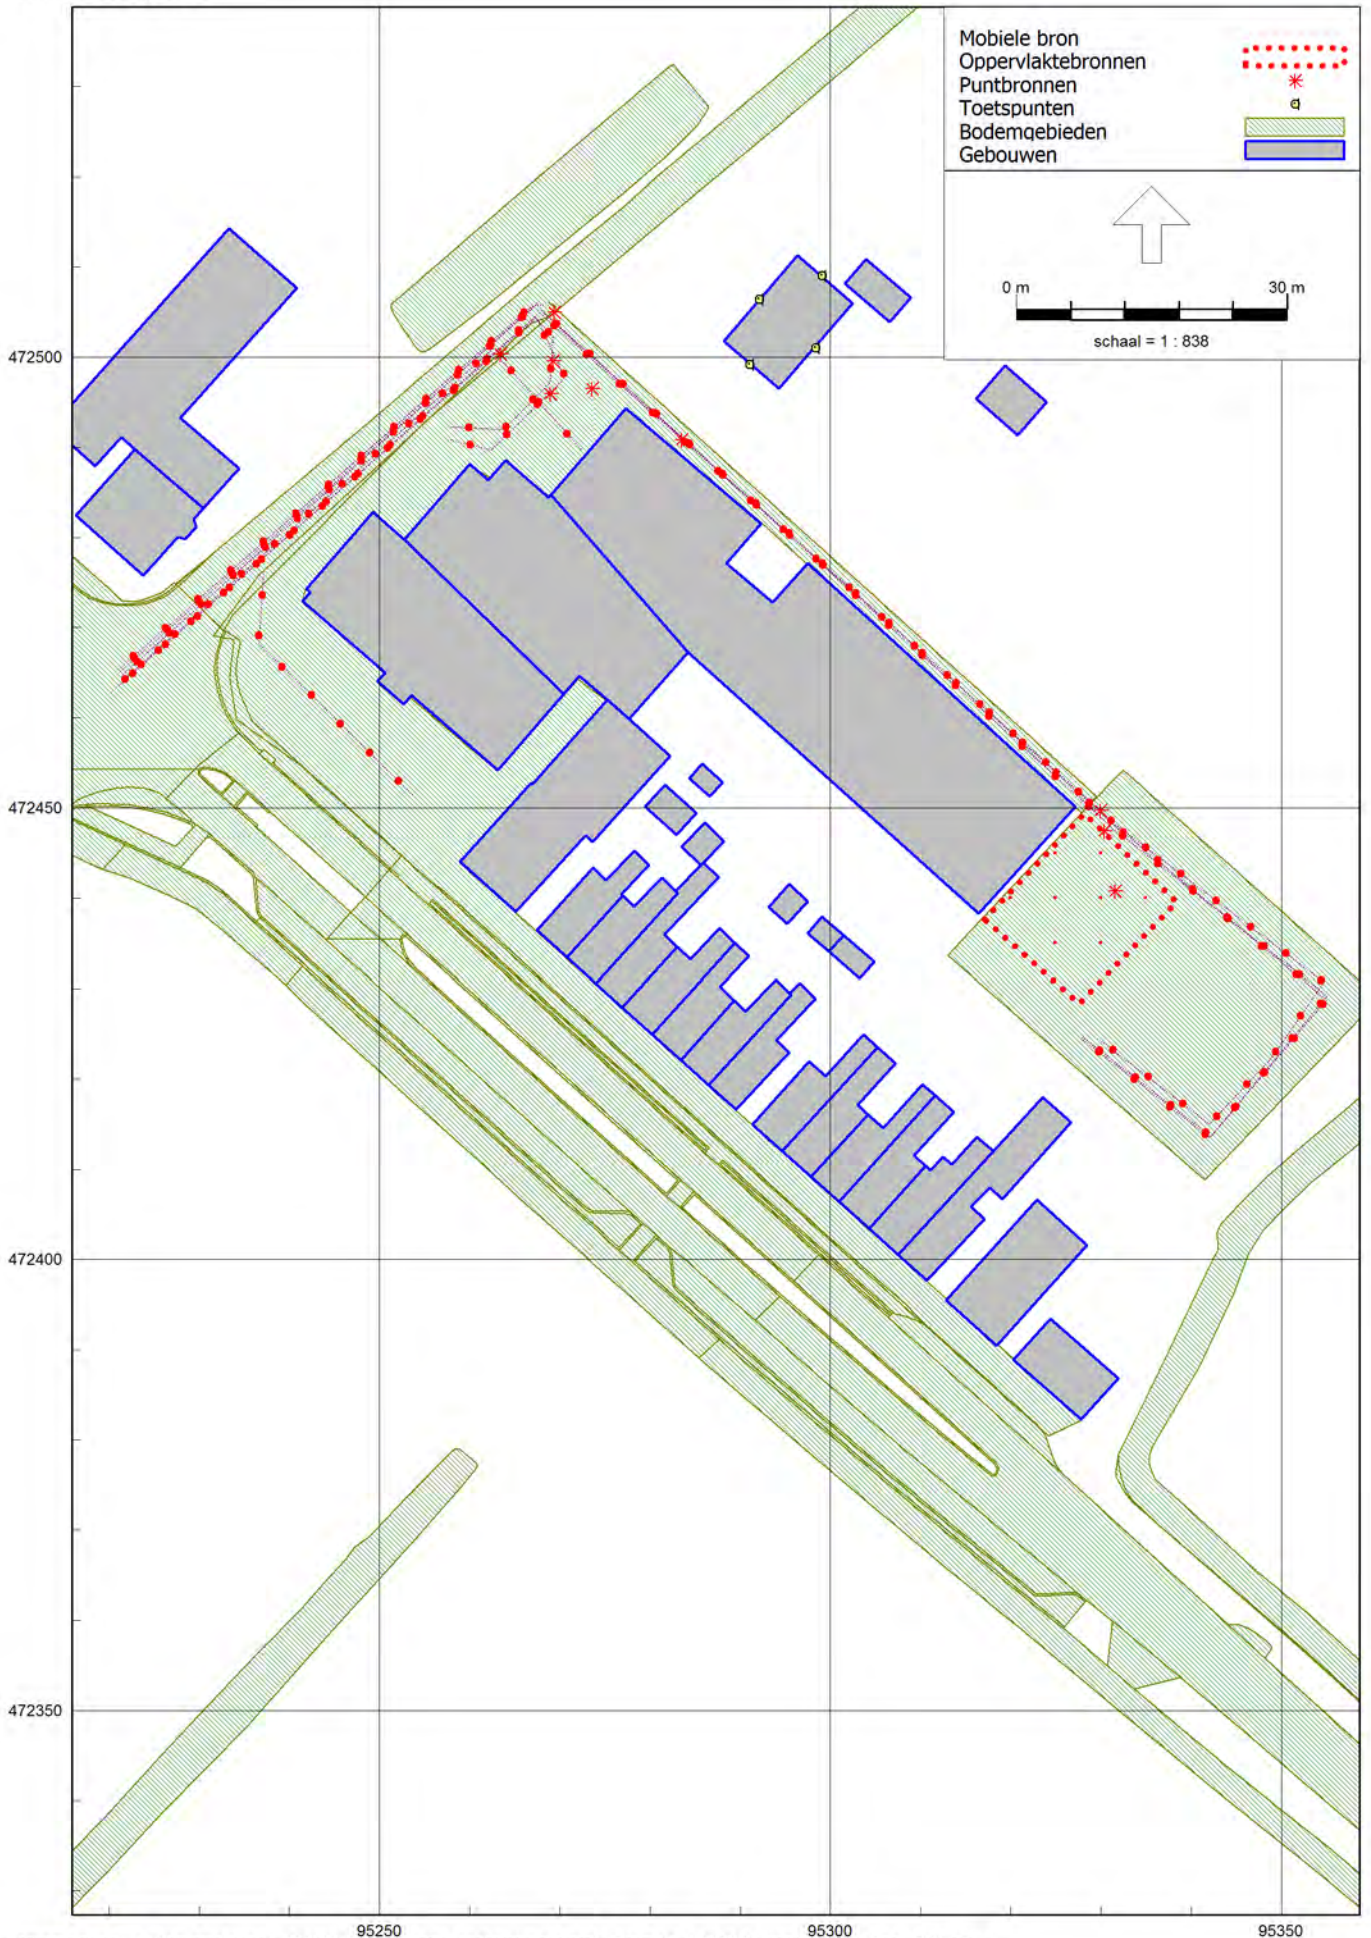 Mobiele bron
Oppervlaktebronnen
Puntbronnen
Toetspunten
Bodemgebieden
Gebouwen
0 m 30 m
schaal = 1 : 838
472500
472450
472400
472350
95250 95300 95350